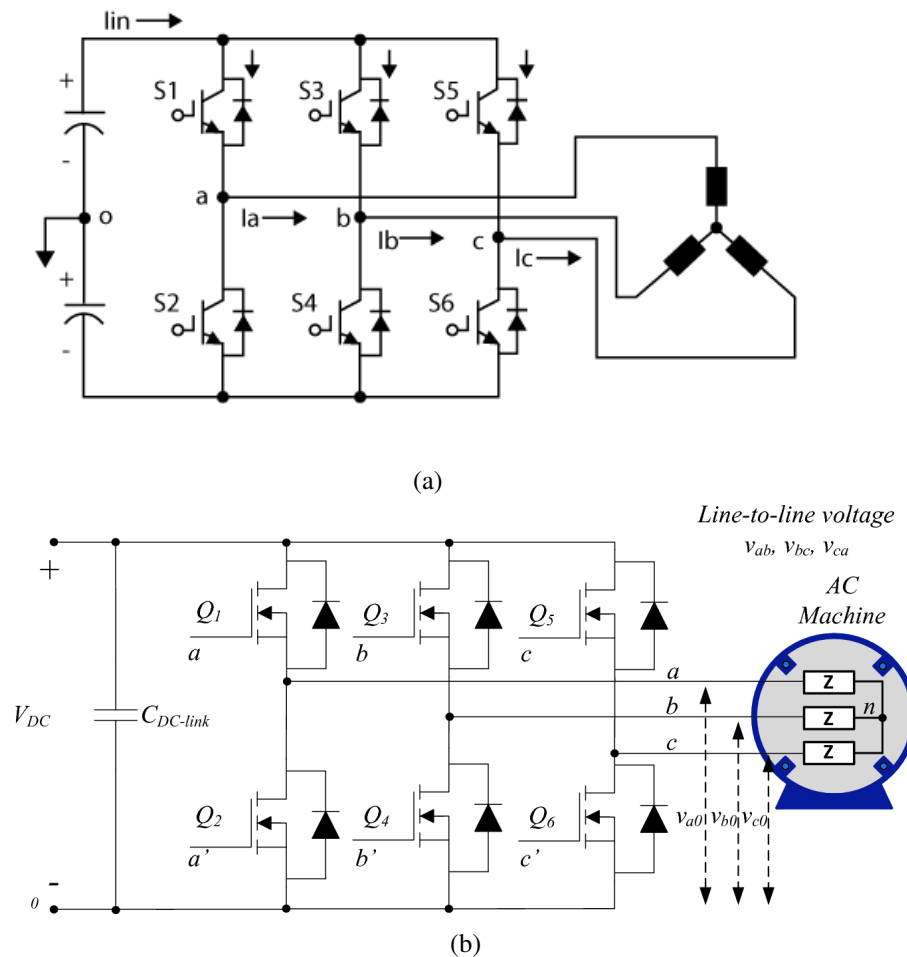 Iin
+
S1
S3
S5
-
a
o
Ia
b
Ib
c
Ic
+
S2
S4
S6
-
(a)
Line-to-line voltage
vab, vbc, vca
AC
Machine
+
Q1
a
Q3
b
Q5
c
a
Z
VDC
CDC-link
b
Z
n
c
Z
Q2
a’
Q4
b’
Q6
c’
va0
vb0
vc0
-
0
(b)